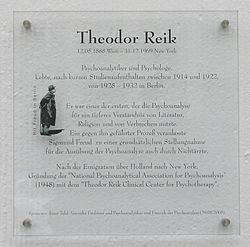 Theodor Reik
12.05.1888 Wien – 31.12.1969 New York
Psychoanalytiker und Psychologe.
Lebte, nach kurzen Studienaufenthalten zwischen 1914 und 1922,
von 1928 – 1932 in Berlin.
Er war einer der ersten, der die Psychoanalyse
für ein tieferes Verständnis von Literatur,
Religion und von Verbrechen nutzte.
Ein gegen ihn geführter Prozeß veranlasste
Sigmund Freud zu einer grundsätzlichen Stellungnahme
für die Ausübung der Psychoanalyse auch durch Nichtärzte.
Nach der Emigration über Holland nach New York,
Gründung der "National Psychoanalytical Association for Psychoanalysis"
(1948) mit dem "Theodor Reik Clinical Center for Psychotherapy".